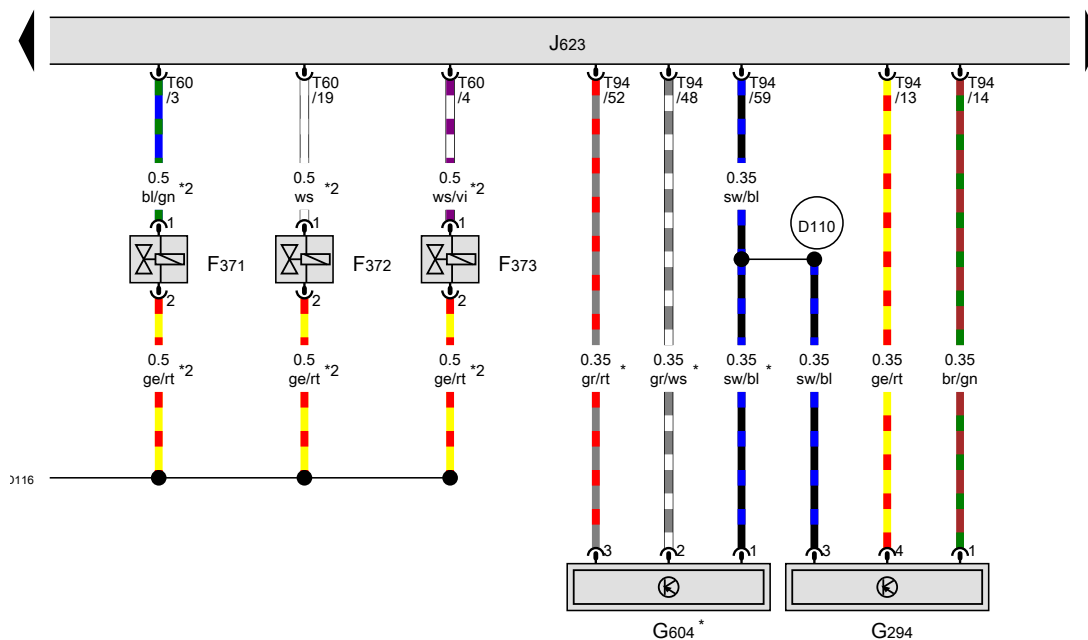 J623
T60 T60 T60 T94 T94 T94 T94 T94
/3 /19 /4 /52 /48 /59 /13 /14
0.5 0.5 0.5 0.35
bl/gn *2 ws *2 ws/vi *2 sw/bl
D110
1 1 1
F371 F372 F373
2 2 2
0.5 0.5 0.5 0.35 0.35 0.35 0.35 0.35 0.35
ge/rt *2 ge/rt *2 ge/rt *2 gr/rt * gr/ws * sw/bl * sw/bl ge/rt br/gn
116
3 2 1 3 4 1
G604 * G294